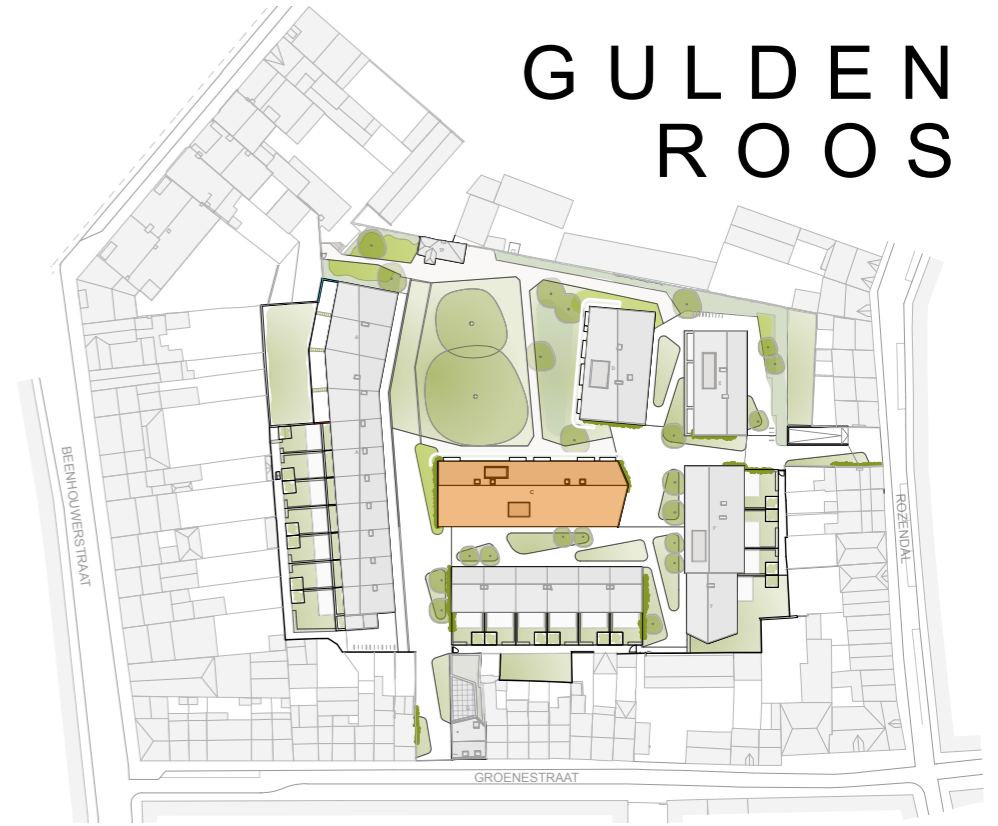 GULDEN
ROOS
BEENHOUWERSTRAAT
ROZENDAL
C
GROENESTRAAT